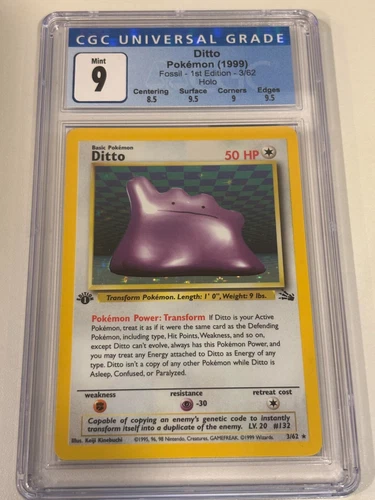 CGC UNIVERSAL GRADE
Mint
9
Ditto
Pokémon (1999)
Fossil - 1st Edition - 3/62
Holo
Centering Surface Corners Edges
8.5 9.5 9 9.5
Basic Pokémon
Ditto 50 HP
Transform Pokémon. Length: 1' 0", Weight: 9 lbs.
Pokémon Power: Transform If Ditto is your Active
Pokémon, treat it as if it were the same card as the Defending
Pokémon, including type, Hit Points, Weakness, and so on,
except Ditto can't evolve, always has this Pokémon Power, and
you may treat any Energy attached to Ditto as Energy of any
type. Ditto isn't a copy of any other Pokémon while Ditto is
Asleep, Confused, or Paralyzed.
weakness resistance retreat cost
-30
Capable of copying an enemy's genetic code to instantly
transform itself into a duplicate of the enemy. LV. 20 #132
Illus. Keiji Kinebuchi ©1995, 96, 98 Nintendo, Creatures, GAMEFREAK. ©1999 Wizards. 3/62